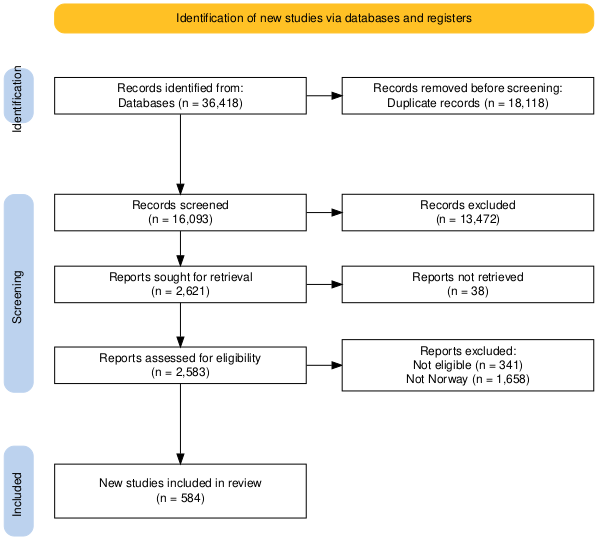 Identification of new studies via databases and registers
Identification
Records identified from:
Databases (n = 36,418)
Records removed before screening:
Duplicate records (n = 18,118)
Screening
Records screened
(n = 16,093)
Records excluded
(n = 13,472)
Reports sought for retrieval
(n = 2,621)
Reports not retrieved
(n = 38)
Reports assessed for eligibility
(n = 2,583)
Reports excluded:
Not eligible (n = 341)
Not Norway (n = 1,658)
Included
New studies included in review
(n = 584)